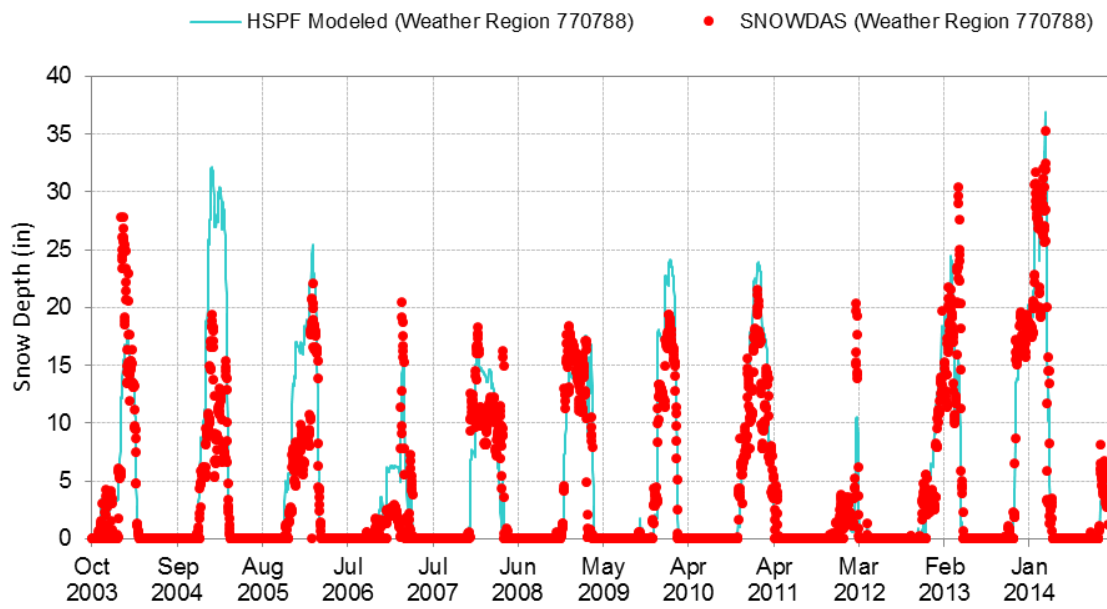 HSPF Modeled (Weather Region 770788) SNOWDAS (Weather Region 770788)
40
35
30
25
20
15
10
5
0
Snow Depth (in)
Oct Sep Aug Jul Jul Jun May Apr Apr Mar Feb Jan
2003 2004 2005 2006 2007 2008 2009 2010 2011 2012 2013 2014